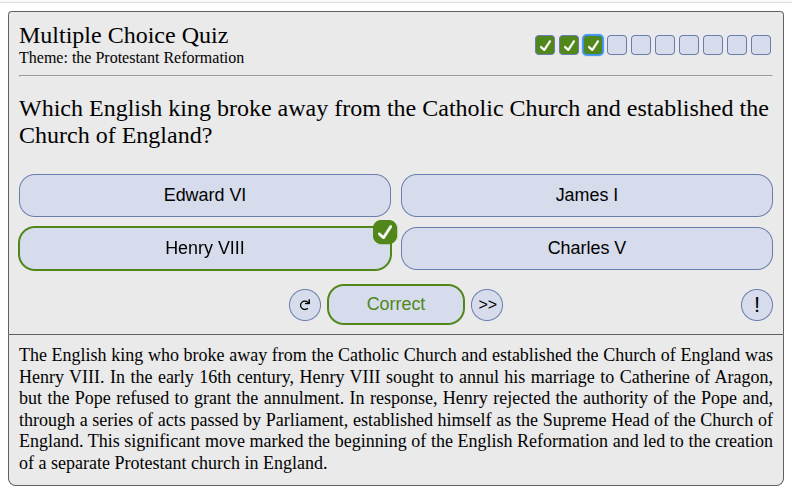 Multiple Choice Quiz
Theme: the Protestant Reformation
Which English king broke away from the Catholic Church and established the
Church of England?
Edward VI
James I
Henry VIII
Charles V
Correct
>>
!
The English king who broke away from the Catholic Church and established the Church of England was
Henry VIII. In the early 16th century, Henry VIII sought to annul his marriage to Catherine of Aragon,
but the Pope refused to grant the annulment. In response, Henry rejected the authority of the Pope and,
through a series of acts passed by Parliament, established himself as the Supreme Head of the Church of
England. This significant move marked the beginning of the English Reformation and led to the creation
of a separate Protestant church in England.